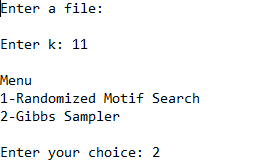 Enter a file:
Enter k: 11
Menu
1-Randomized Motif Search
2-Gibbs Sampler
Enter your choice: 2